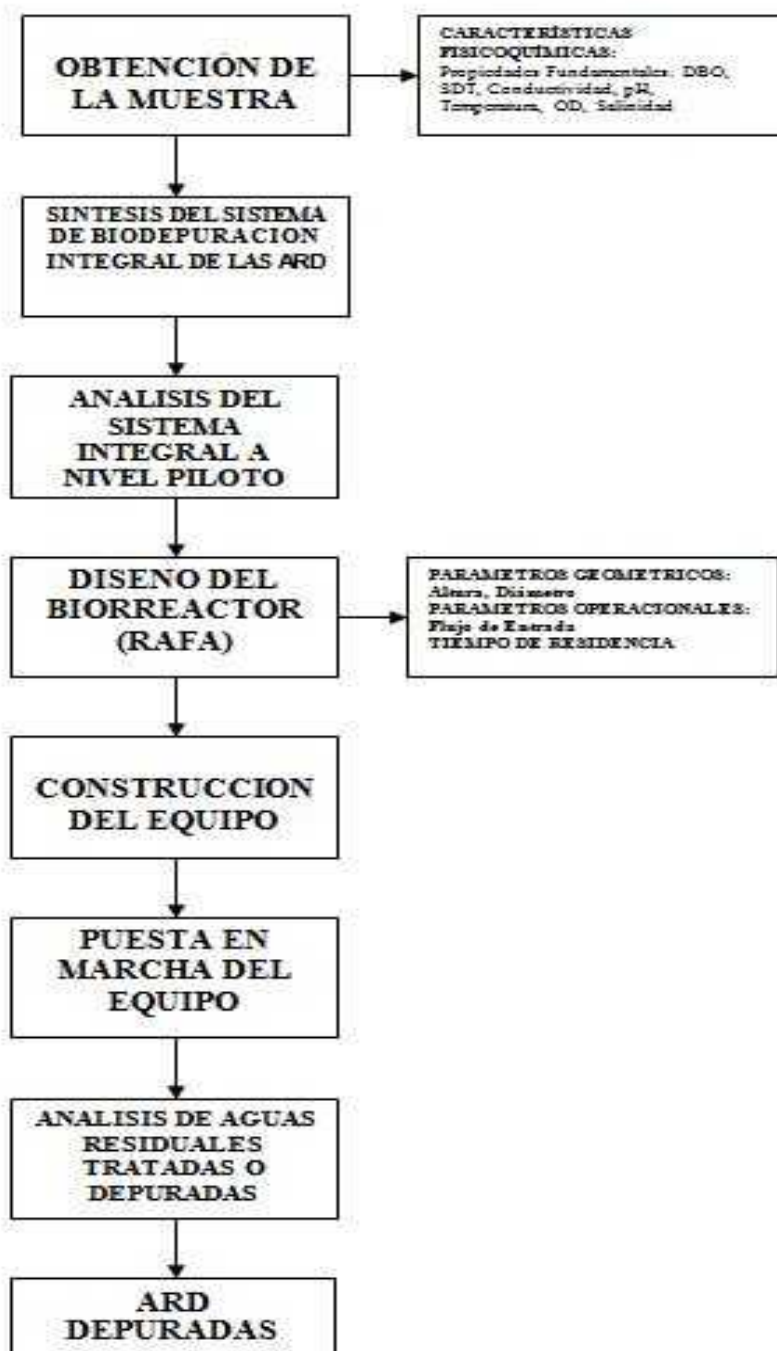 OBTENCIÓN DE
LA MUESTRA
CARACTERÍSTICAS
FISICOQUÍMICAS:
Propiedades Fundamentales: DBO,
SDT, Conductividad, pH,
Temperatura, OD, Salinidad
SINTESIS DEL SISTEMA
DE BIODEPURACION
INTEGRAL DE LAS ARD
ANALISIS DEL
SISTEMA
INTEGRAL A
NIVEL PILOTO
DISENO DEL
BIORREACTOR
(RAFA)
PARAMETROS GEOMETRICOS:
Altura, Diámetro
PARAMETROS OPERACIONALES:
Flujo de Entrada
TIEMPO DE RESIDENCIA
CONSTRUCCION
DEL EQUIPO
PUESTA EN
MARCHA DEL
EQUIPO
ANALISIS DE AGUAS
RESIDUALES
TRATADAS O
DEPURADAS
ARD
DEPURADAS